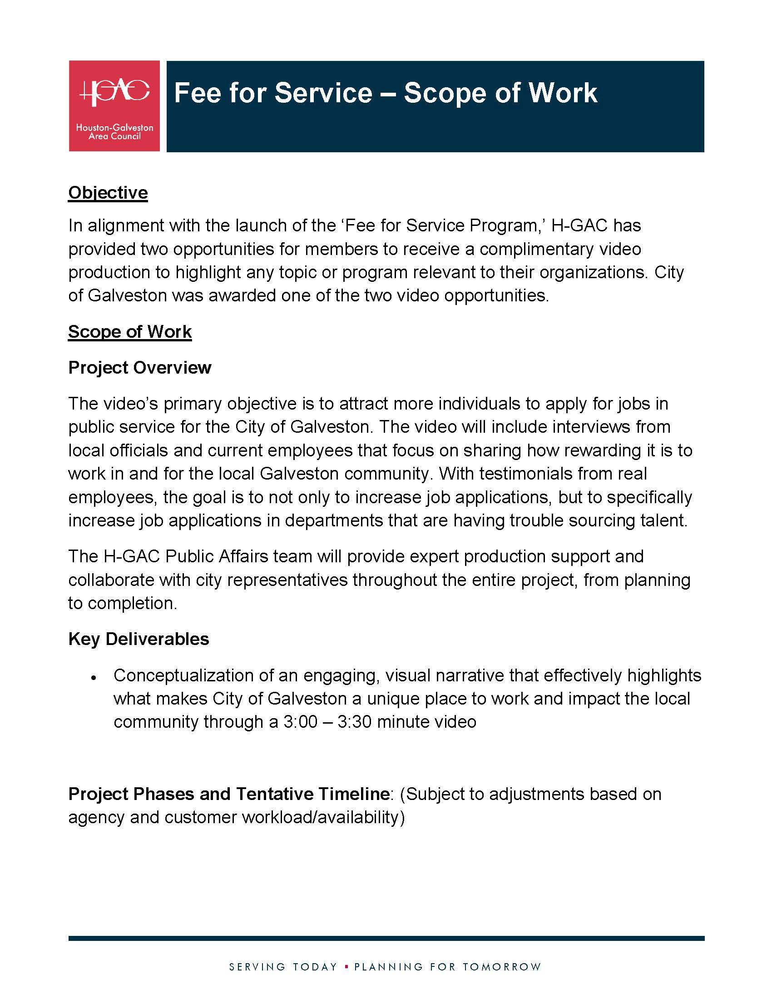 HGAC
Houston-Galveston
Area Council
Fee for Service – Scope of Work
Objective
In alignment with the launch of the ‘Fee for Service Program,’ H-GAC has
provided two opportunities for members to receive a complimentary video
production to highlight any topic or program relevant to their organizations. City
of Galveston was awarded one of the two video opportunities.
Scope of Work
Project Overview
The video’s primary objective is to attract more individuals to apply for jobs in
public service for the City of Galveston. The video will include interviews from
local officials and current employees that focus on sharing how rewarding it is to
work in and for the local Galveston community. With testimonials from real
employees, the goal is to not only to increase job applications, but to specifically
increase job applications in departments that are having trouble sourcing talent.
The H-GAC Public Affairs team will provide expert production support and
collaborate with city representatives throughout the entire project, from planning
to completion.
Key Deliverables
• Conceptualization of an engaging, visual narrative that effectively highlights
what makes City of Galveston a unique place to work and impact the local
community through a 3:00 – 3:30 minute video
Project Phases and Tentative Timeline: (Subject to adjustments based on
agency and customer workload/availability)
SERVING TODAY ▪ PLANNING FOR TOMORROW